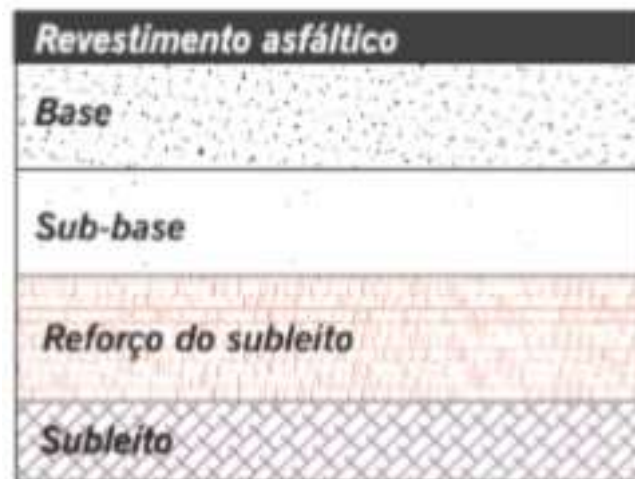 Revestimento asfáltico
Base
Sub-base
Reforço do subleito
Subleito